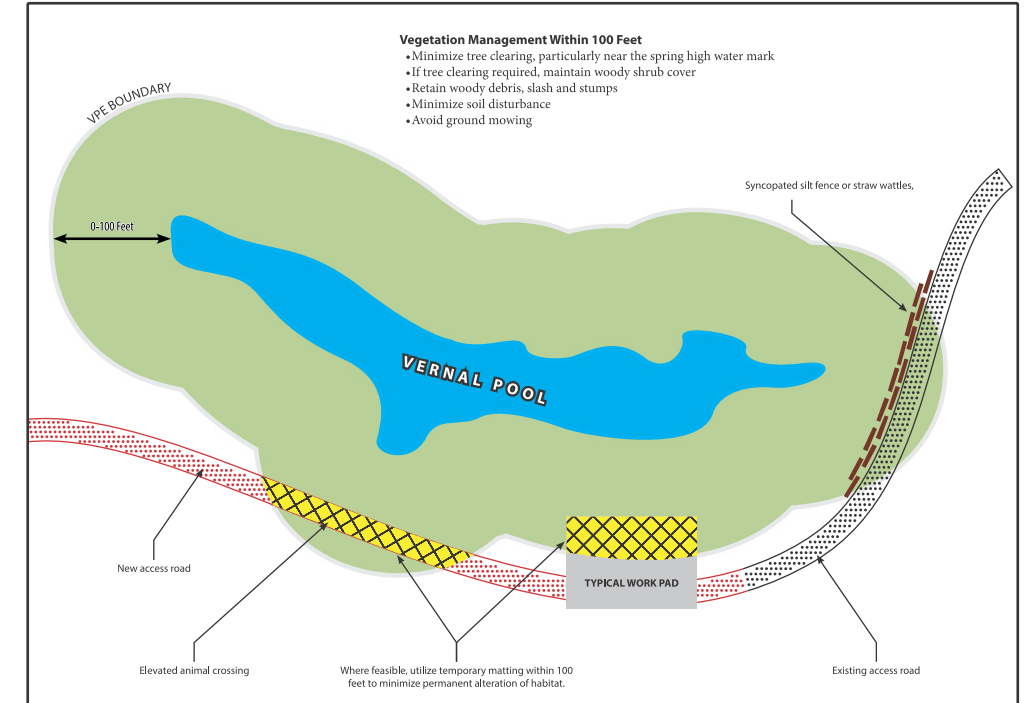 Vegetation Management Within 100 Feet
•Minimize tree clearing, particularly near the spring high water mark
•If tree clearing required, maintain woody shrub cover
•Retain woody debris, slash and stumps
•Minimize soil disturbance
•Avoid ground mowing
VPE BOUNDARY
Syncopated silt fence or straw wattles,
0-100 Feet
VERNAL POOL
New access road
TYPICAL WORK PAD
Elevated animal crossing
Where feasible, utilize temporary matting within 100
feet to minimize permanent alteration of habitat.
Existing access road